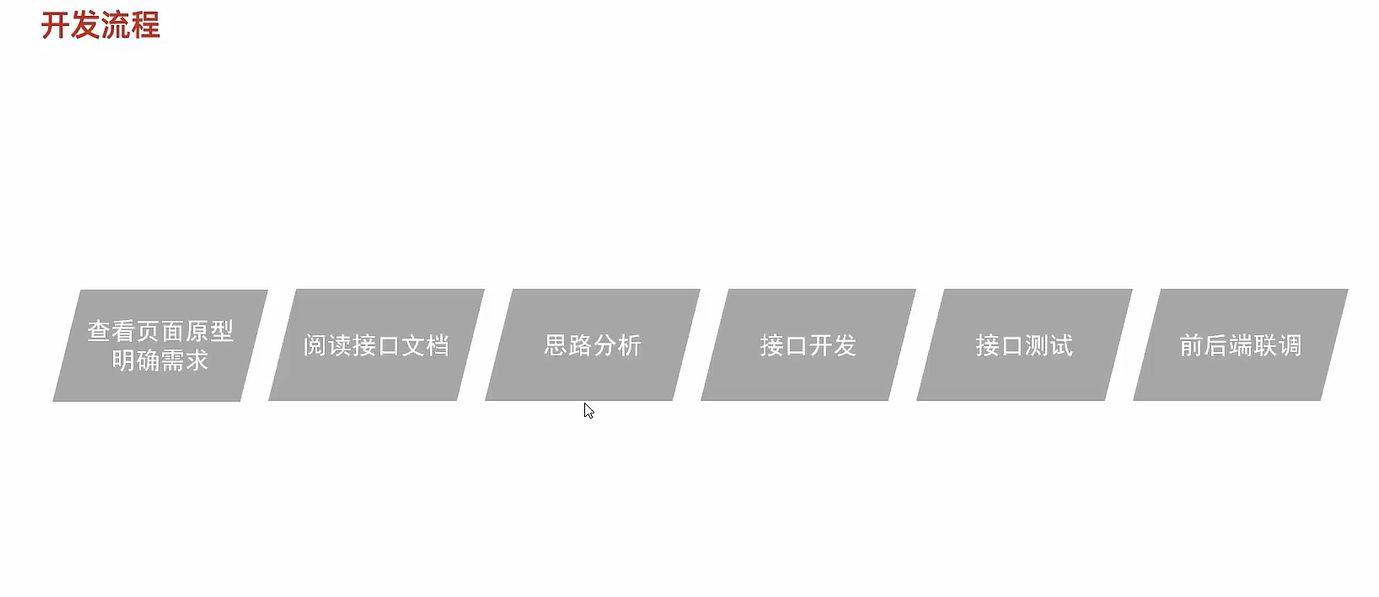 开发流程
查看页面原型
明确需求
阅读接口文档
思路分析
接口开发
接口测试
前后端联调